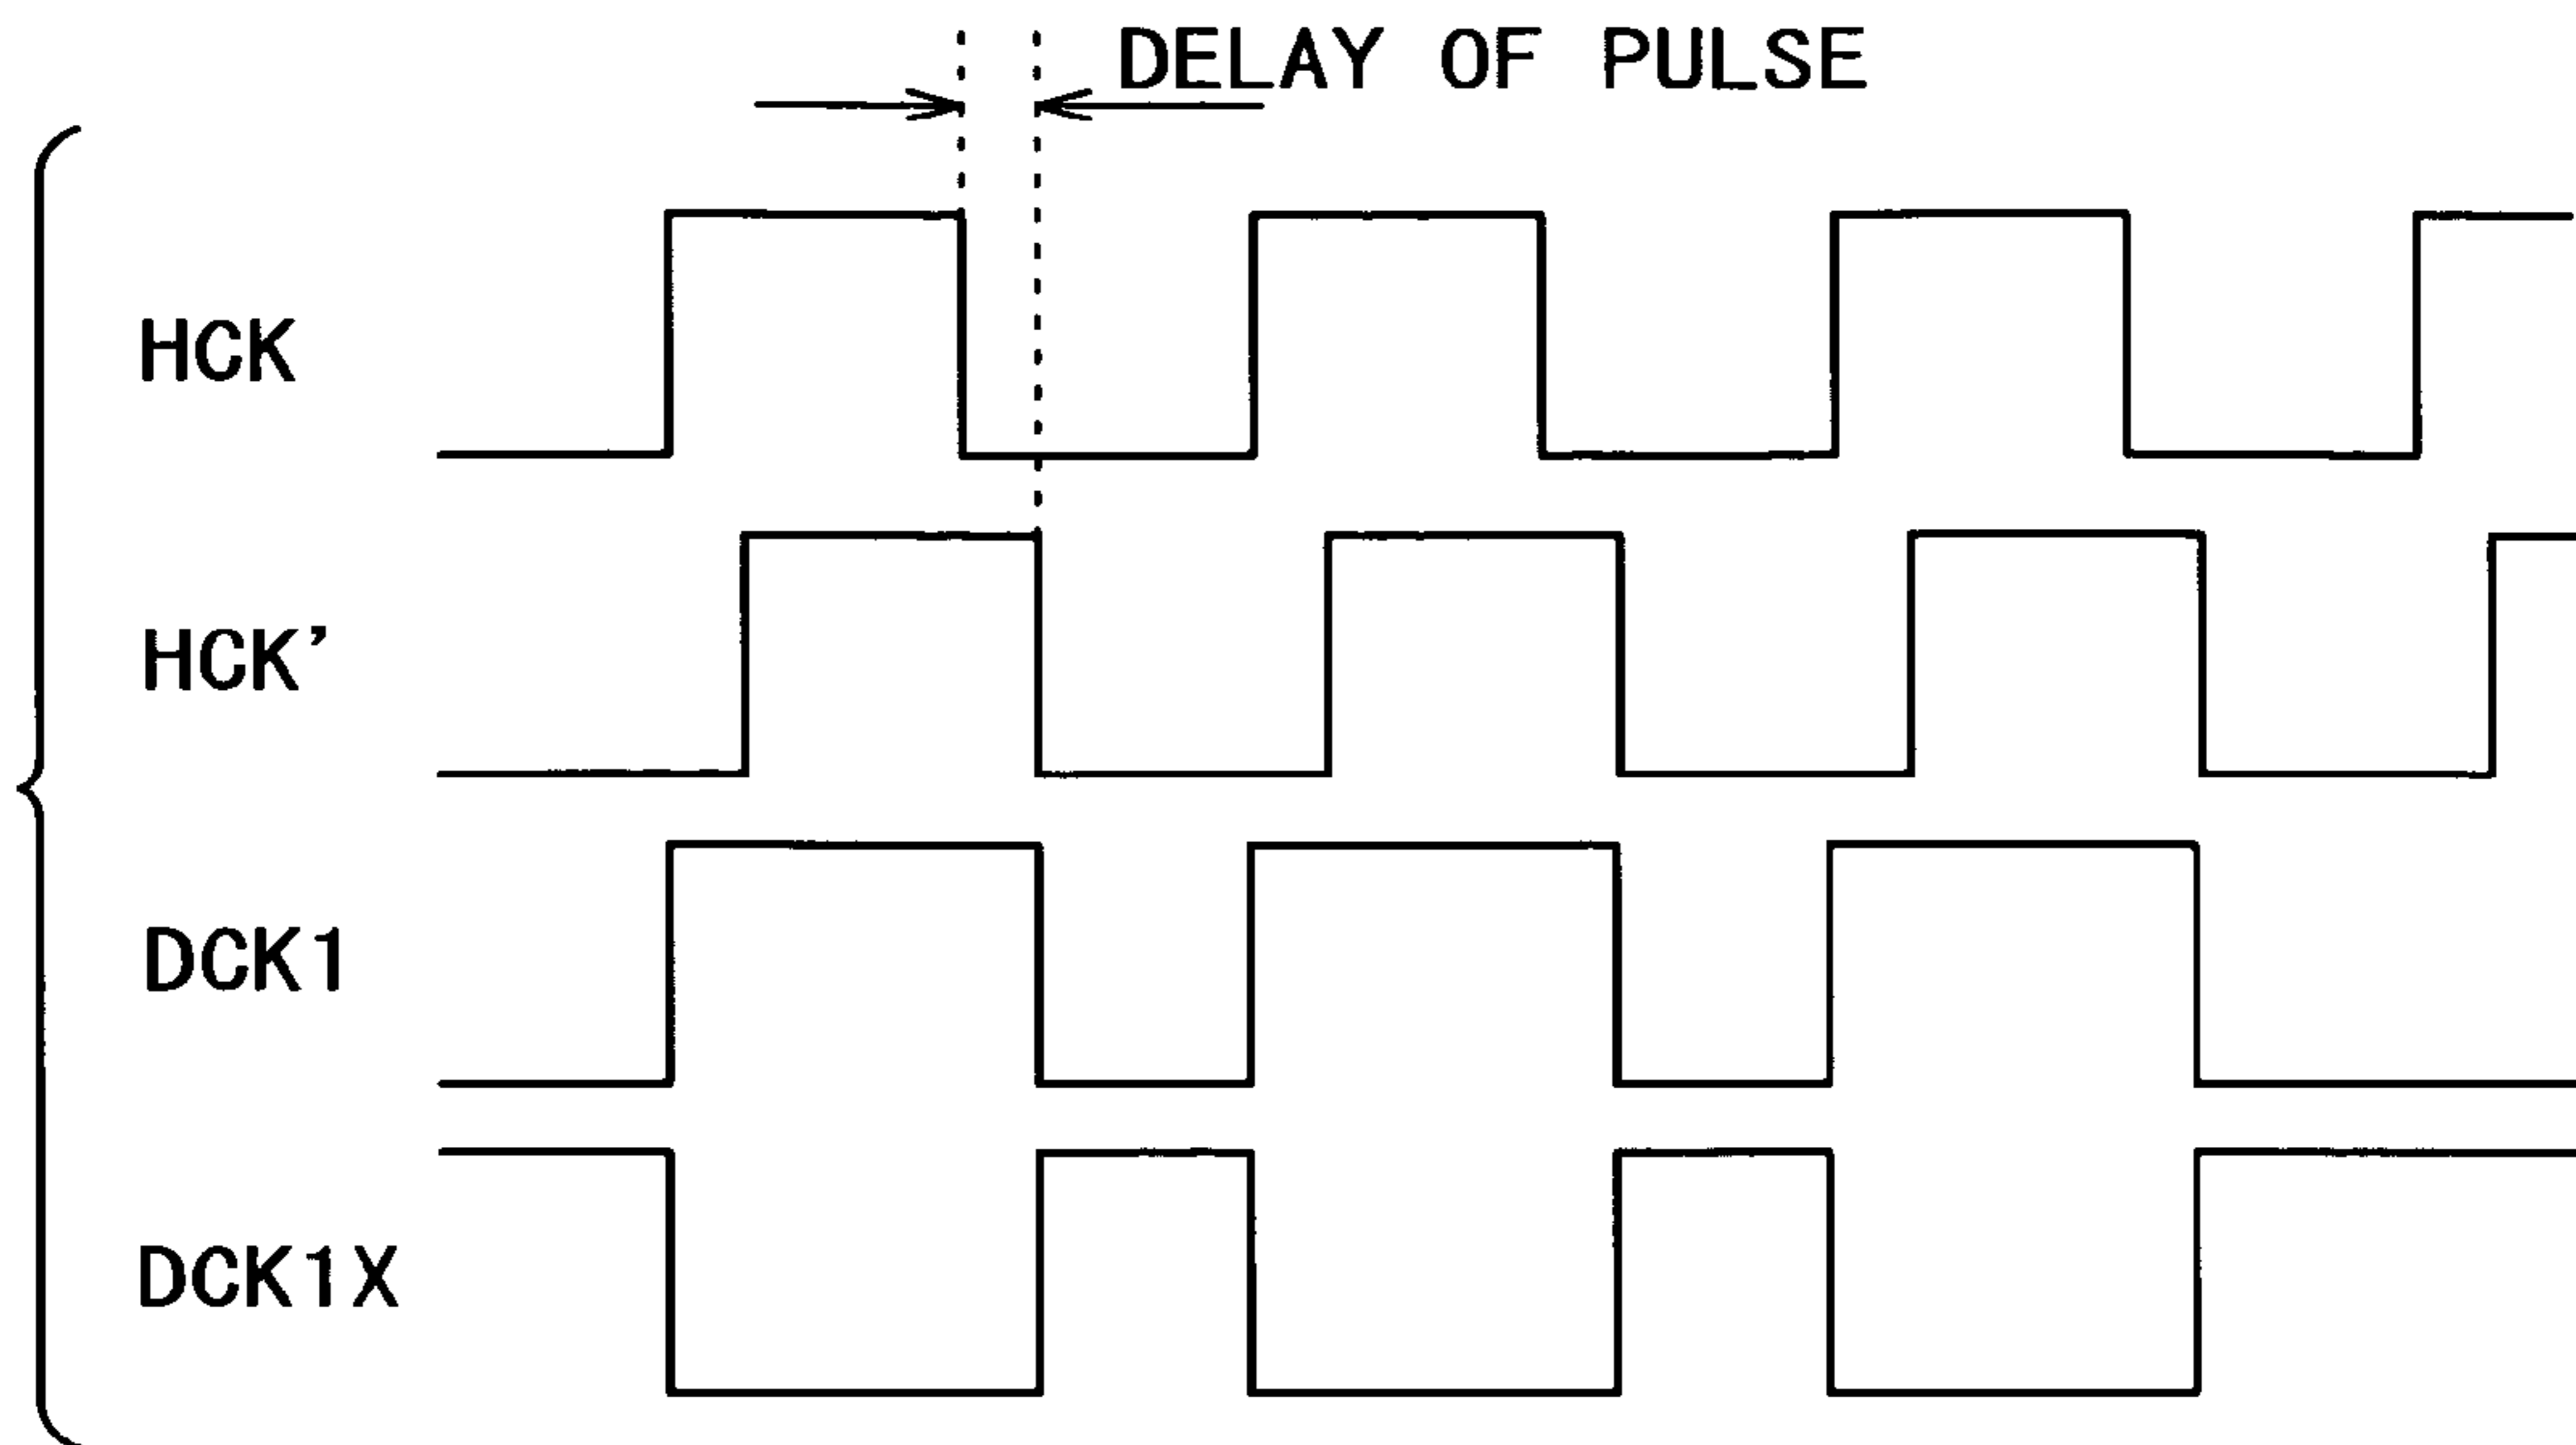 DELAY OF PULSE
HCK
HCK'
DCK1
DCK1X